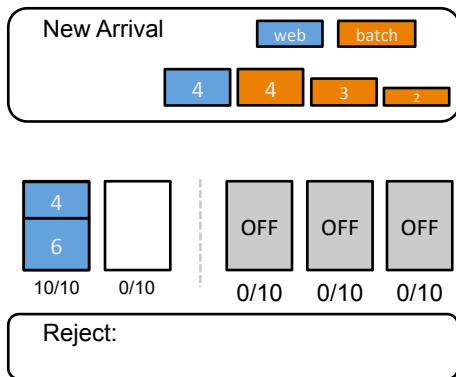 New Arrival
web batch
4 4 3 2
4
6
OFF OFF OFF
10/10 0/10 0/10 0/10 0/10
Reject: